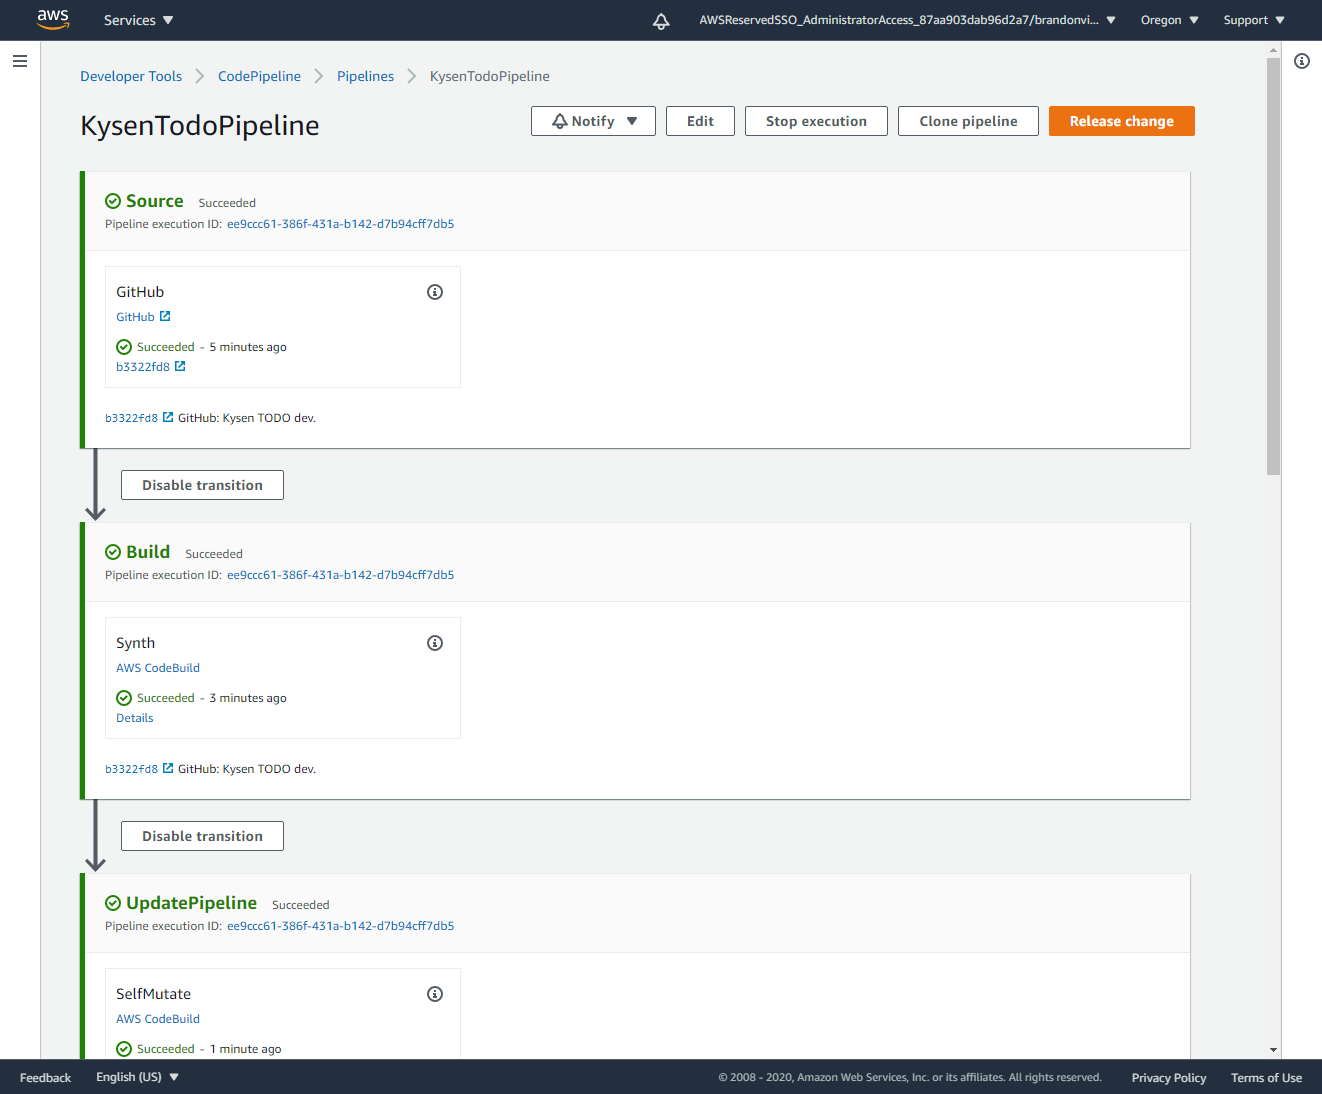 aws Services AWSReservedSSO_AdministratorAccess_87aa903dab96d2a7/brandonvi... Oregon Support
Developer Tools CodePipeline Pipelines KysenTodoPipeline
KysenTodoPipeline Notify Edit Stop execution Clone pipeline Release change
Source Succeeded
Pipeline execution ID: ee9ccc61-386f-431a-b142-d7b94cff7db5
GitHub
GitHub
Succeeded - 5 minutes ago
b3322fd8
b3322fd8 GitHub: Kysen TODO dev.
Disable transition
Build Succeeded
Pipeline execution ID: ee9ccc61-386f-431a-b142-d7b94cff7db5
Synth
AWS CodeBuild
Succeeded - 3 minutes ago
Details
b3322fd8 GitHub: Kysen TODO dev.
Disable transition
UpdatePipeline Succeeded
Pipeline execution ID: ee9ccc61-386f-431a-b142-d7b94cff7db5
SelfMutate
AWS CodeBuild
Succeeded - 1 minute ago
Feedback English (US) © 2008 - 2020, Amazon Web Services, Inc. or its affiliates. All rights reserved. Privacy Policy Terms of Use